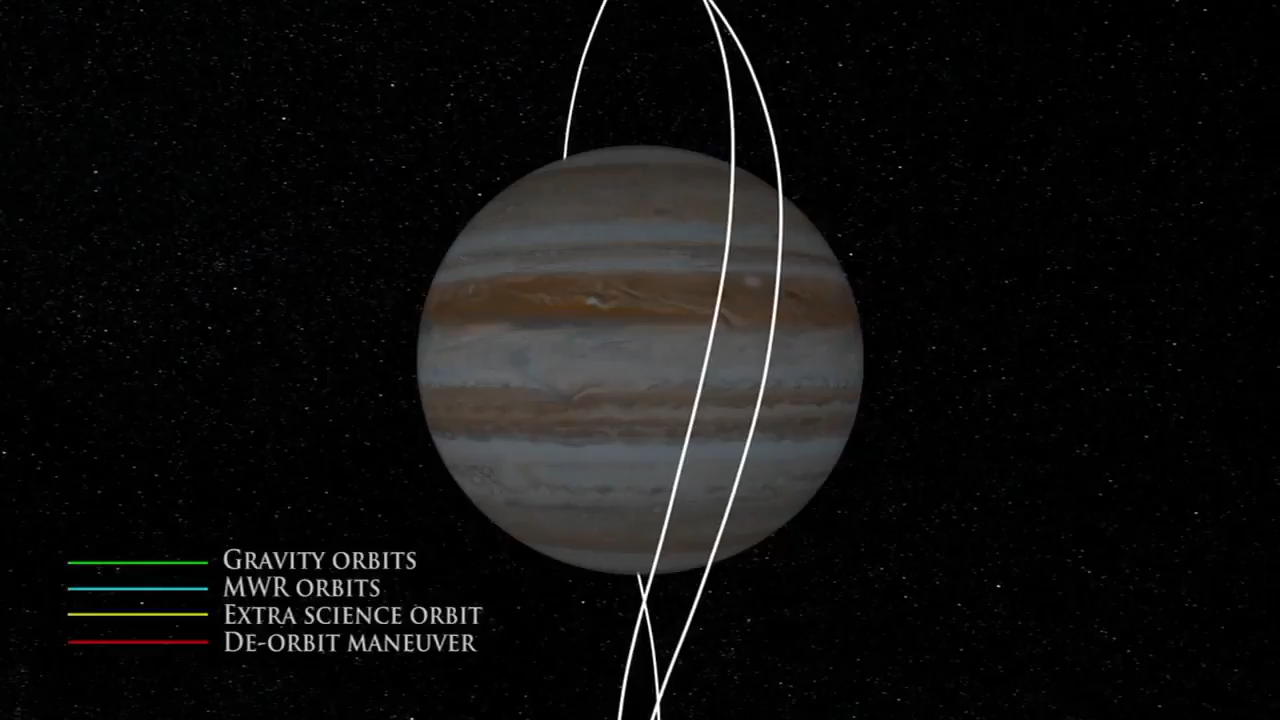 Gravity orbits
MWR orbits
Extra science orbit
De-orbit maneuver